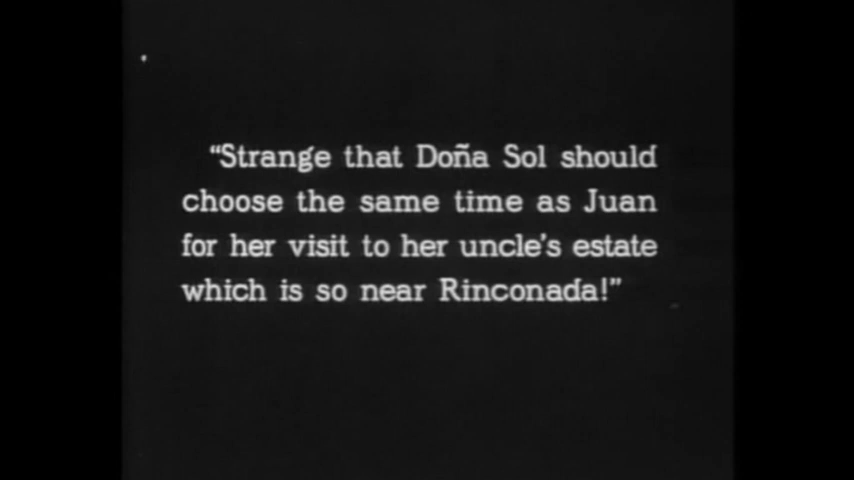 “Strange that Doña Sol should
choose the same time as Juan
for her visit to her uncle’s estate
which is so near Rinconada!”